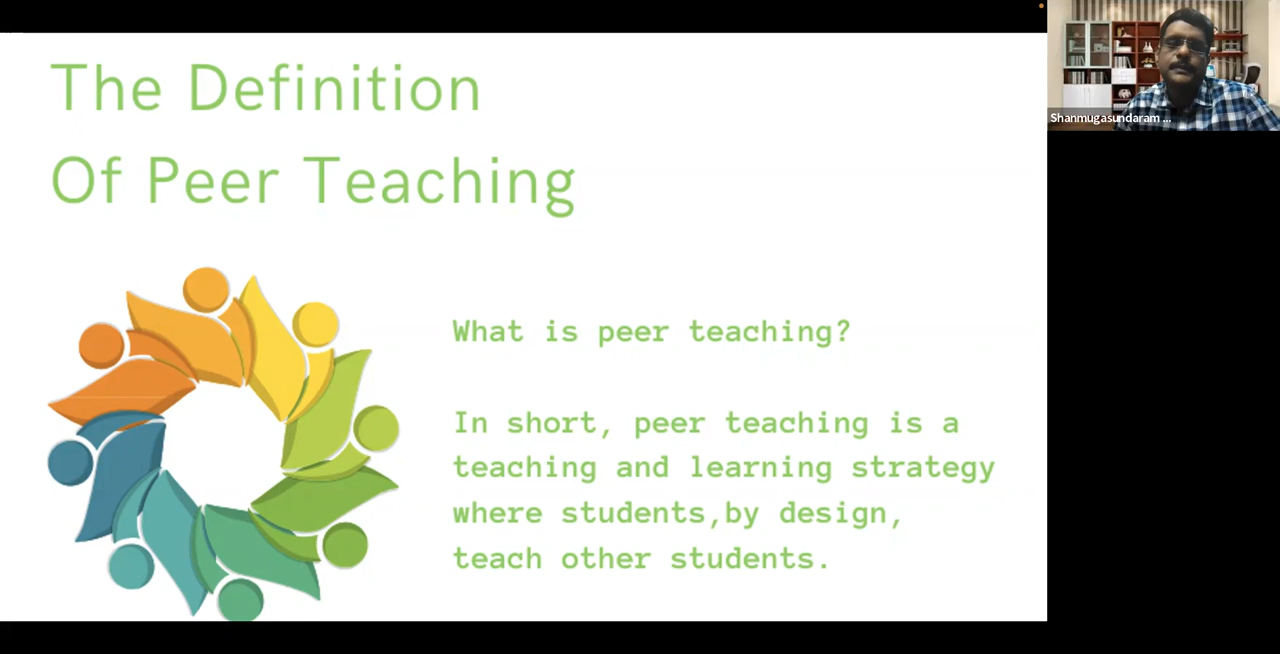 The Definition
Of Peer Teaching
What is peer teaching?
In short, peer teaching is a
teaching and learning strategy
where students,by design,
teach other students.
Shanmugasundaram ...